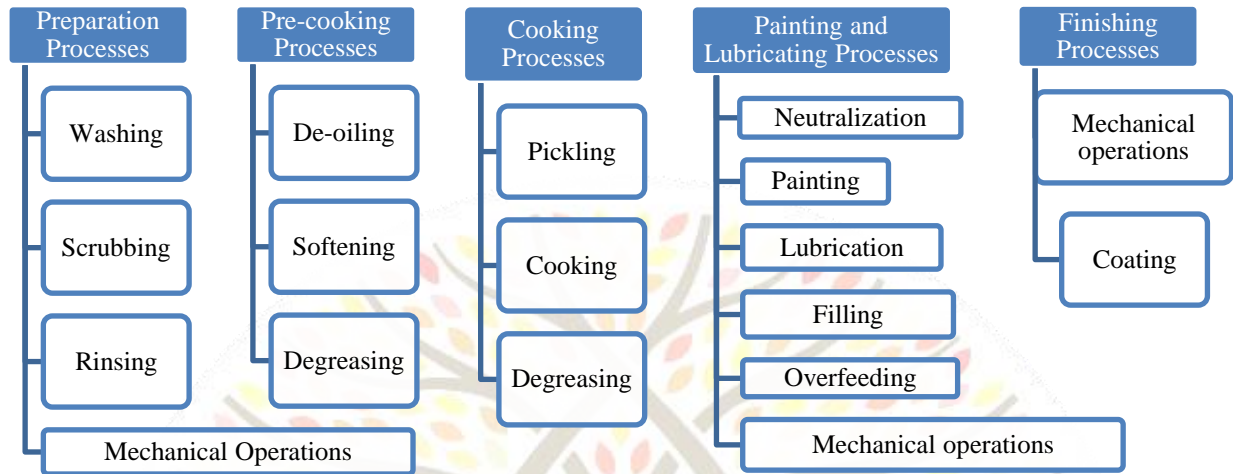 Preparation
Processes
Washing
Scrubbing
Rinsing
Mechanical Operations
Pre-cooking
Processes
De-oiling
Softening
Degreasing
Cooking
Processes
Pickling
Cooking
Degreasing
Painting and
Lubricating Processes
Neutralization
Painting
Lubrication
Filling
Overfeeding
Mechanical operations
Finishing
Processes
Mechanical
operations
Coating